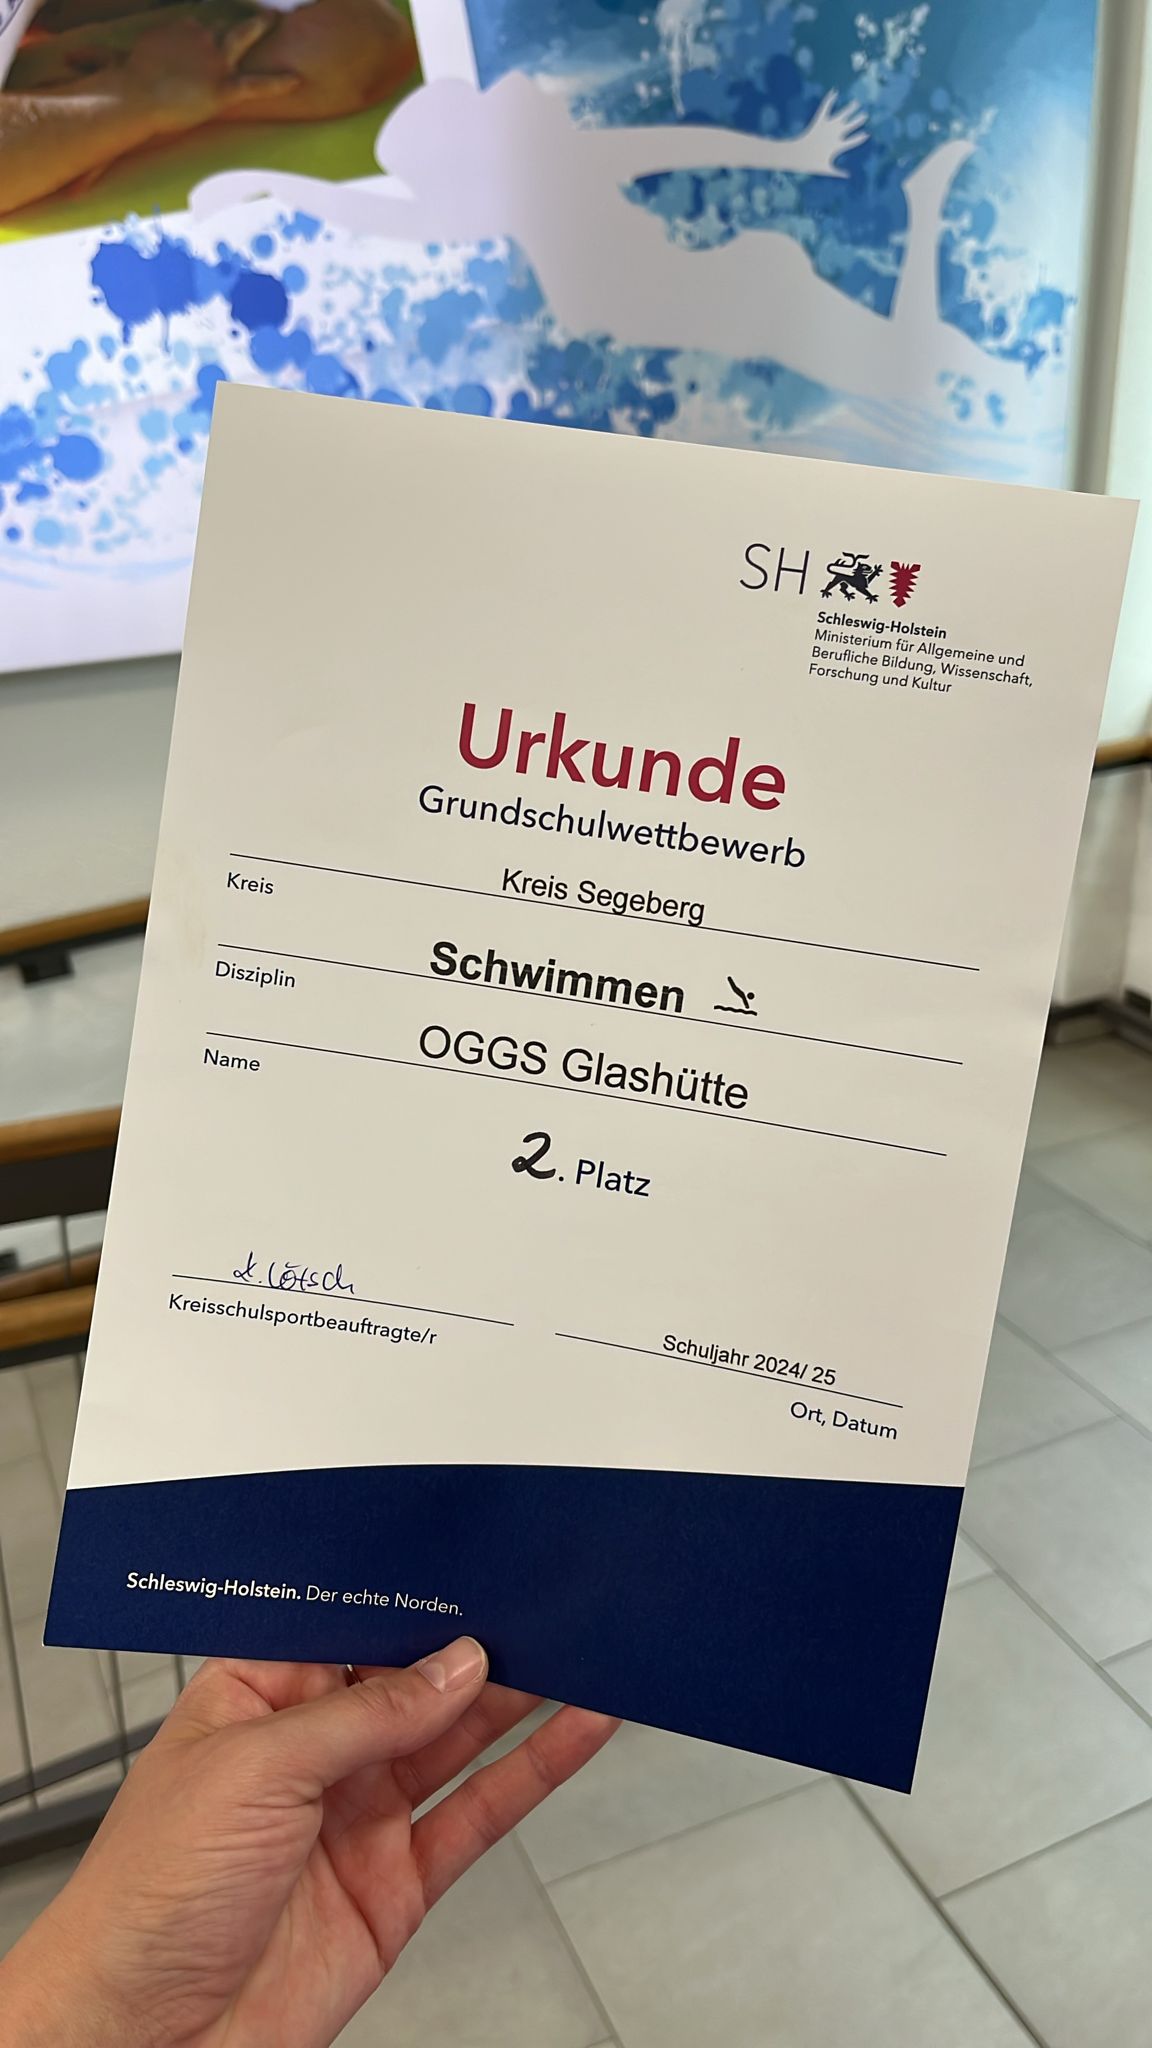 SH
Schleswig-Holstein
Ministerium für Allgemeine und
Berufliche Bildung, Wissenschaft,
Forschung und Kultur
Urkunde
Grundschulwettbewerb
Kreis Segeberg
Kreis
Schwimmen
Disziplin
OGGS Glashütte
Name
2. Platz
Lötsch
Kreisschulsportbeauftragte/r
Schuljahr 2024/ 25
Ort, Datum
Schleswig-Holstein. Der echte Norden.